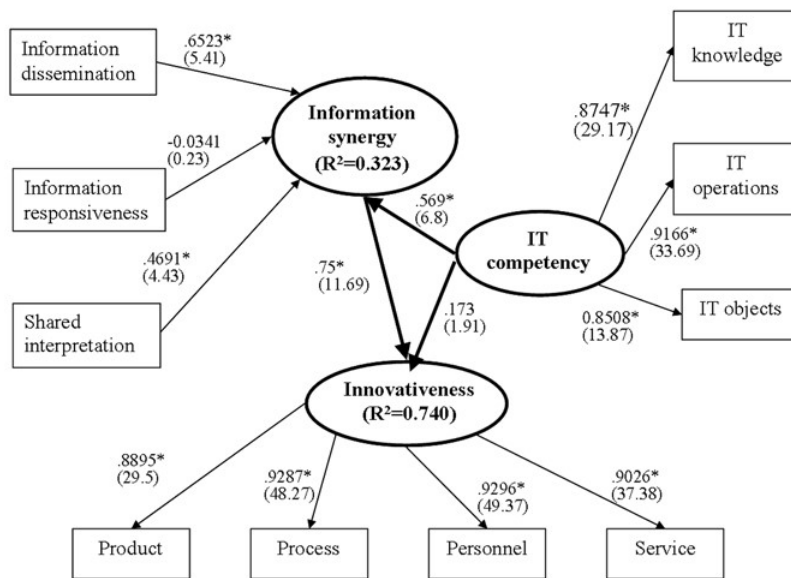 Information
dissemination
.6523*
(5.41)
IT
knowledge
Information
synergy
(R²=0.323)
.8747*
(29.17)
-0.0341
(0.23)
IT
operations
Information
responsiveness
.569*
(6.8)
IT
competency
.9166*
(33.69)
.4691*
(4.43)
.75*
(11.69)
.173
(1.91)
0.8508*
(13.87)
IT objects
Shared
interpretation
Innovativeness
(R²=0.740)
.8895*
(29.5)
.9287*
(48.27)
.9296*
(49.37)
.9026*
(37.38)
Product
Process
Personnel
Service